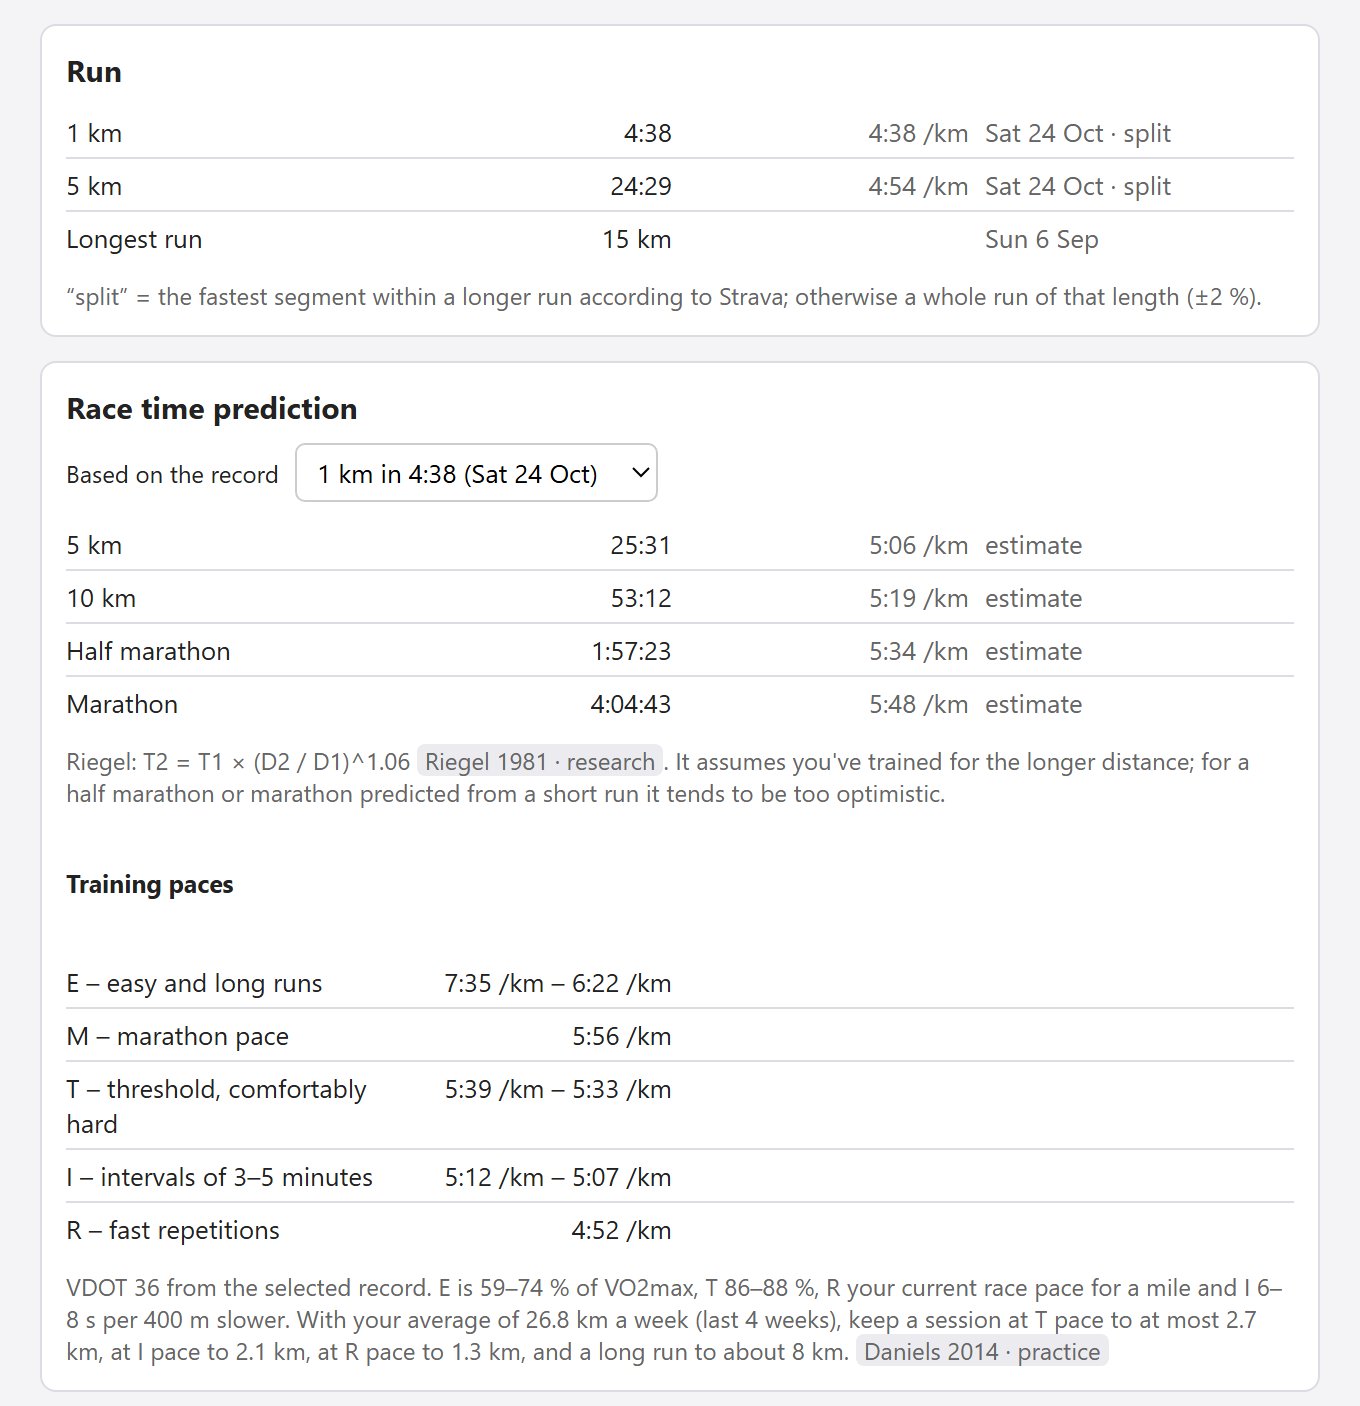 Run
1 km 4:38 4:38 /km Sat 24 Oct · split
5 km 24:29 4:54 /km Sat 24 Oct · split
Longest run 15 km Sun 6 Sep
“split” = the fastest segment within a longer run according to Strava; otherwise a whole run of that length (±2 %).
Race time prediction
Based on the record 1 km in 4:38 (Sat 24 Oct)
5 km 25:31 5:06 /km estimate
10 km 53:12 5:19 /km estimate
Half marathon 1:57:23 5:34 /km estimate
Marathon 4:04:43 5:48 /km estimate
Riegel: T2 = T1 × (D2 / D1)^1.06 Riegel 1981 · research. It assumes you've trained for the longer distance; for a
half marathon or marathon predicted from a short run it tends to be too optimistic.
Training paces
E – easy and long runs 7:35 /km – 6:22 /km
M – marathon pace 5:56 /km
T – threshold, comfortably 5:39 /km – 5:33 /km
hard
I – intervals of 3–5 minutes 5:12 /km – 5:07 /km
R – fast repetitions 4:52 /km
VDOT 36 from the selected record. E is 59–74 % of VO2max, T 86–88 %, R your current race pace for a mile and I 6–
8 s per 400 m slower. With your average of 26.8 km a week (last 4 weeks), keep a session at T pace to at most 2.7
km, at I pace to 2.1 km, at R pace to 1.3 km, and a long run to about 8 km. Daniels 2014 · practice